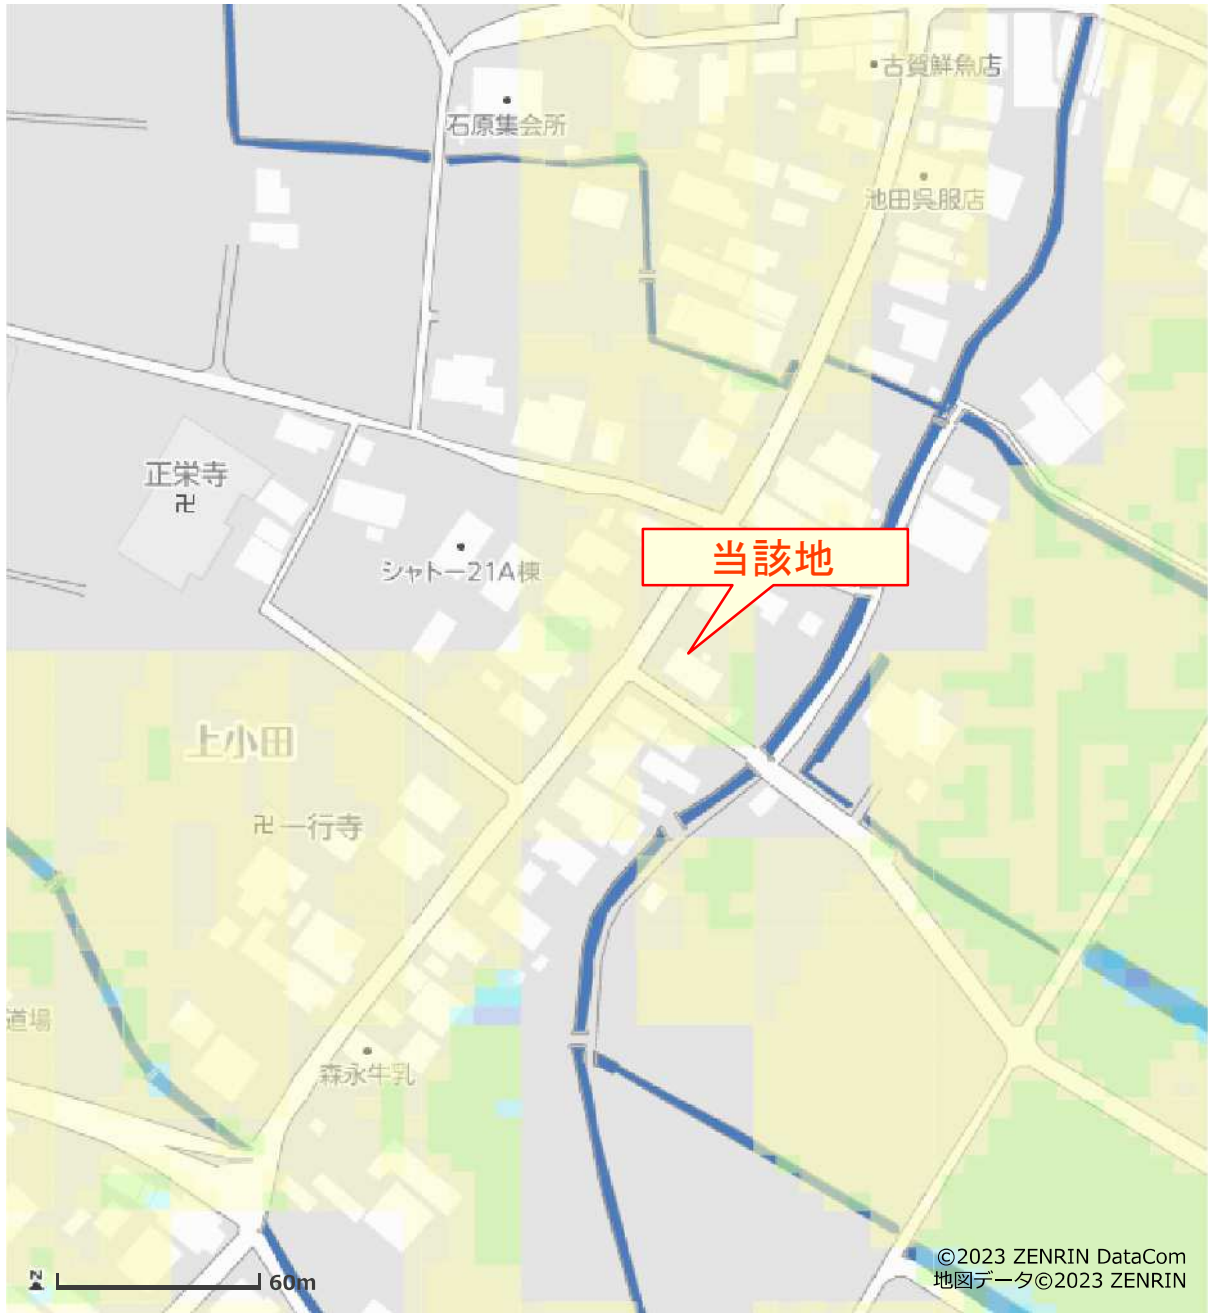 古賀鮮魚店
石原集会所
池田呉服店
正栄寺
卍
当該地
シャトー21A棟
上小田
卍一行寺
道場
森永牛乳
©2023 ZENRIN DataCom
地図データ©2023 ZENRIN
N
60m